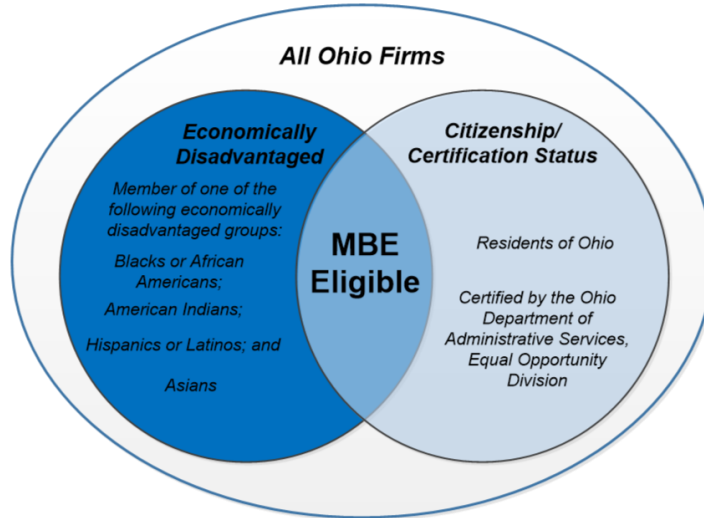 All Ohio Firms
Economically
Disadvantaged
Member of one of the
following economically
disadvantaged groups:
Blacks or African
Americans;
American Indians;
Hispanics or Latinos; and
Asians
MBE
Eligible
Citizenship/
Certification Status
Residents of Ohio
Certified by the Ohio
Department of
Administrative Services,
Equal Opportunity
Division